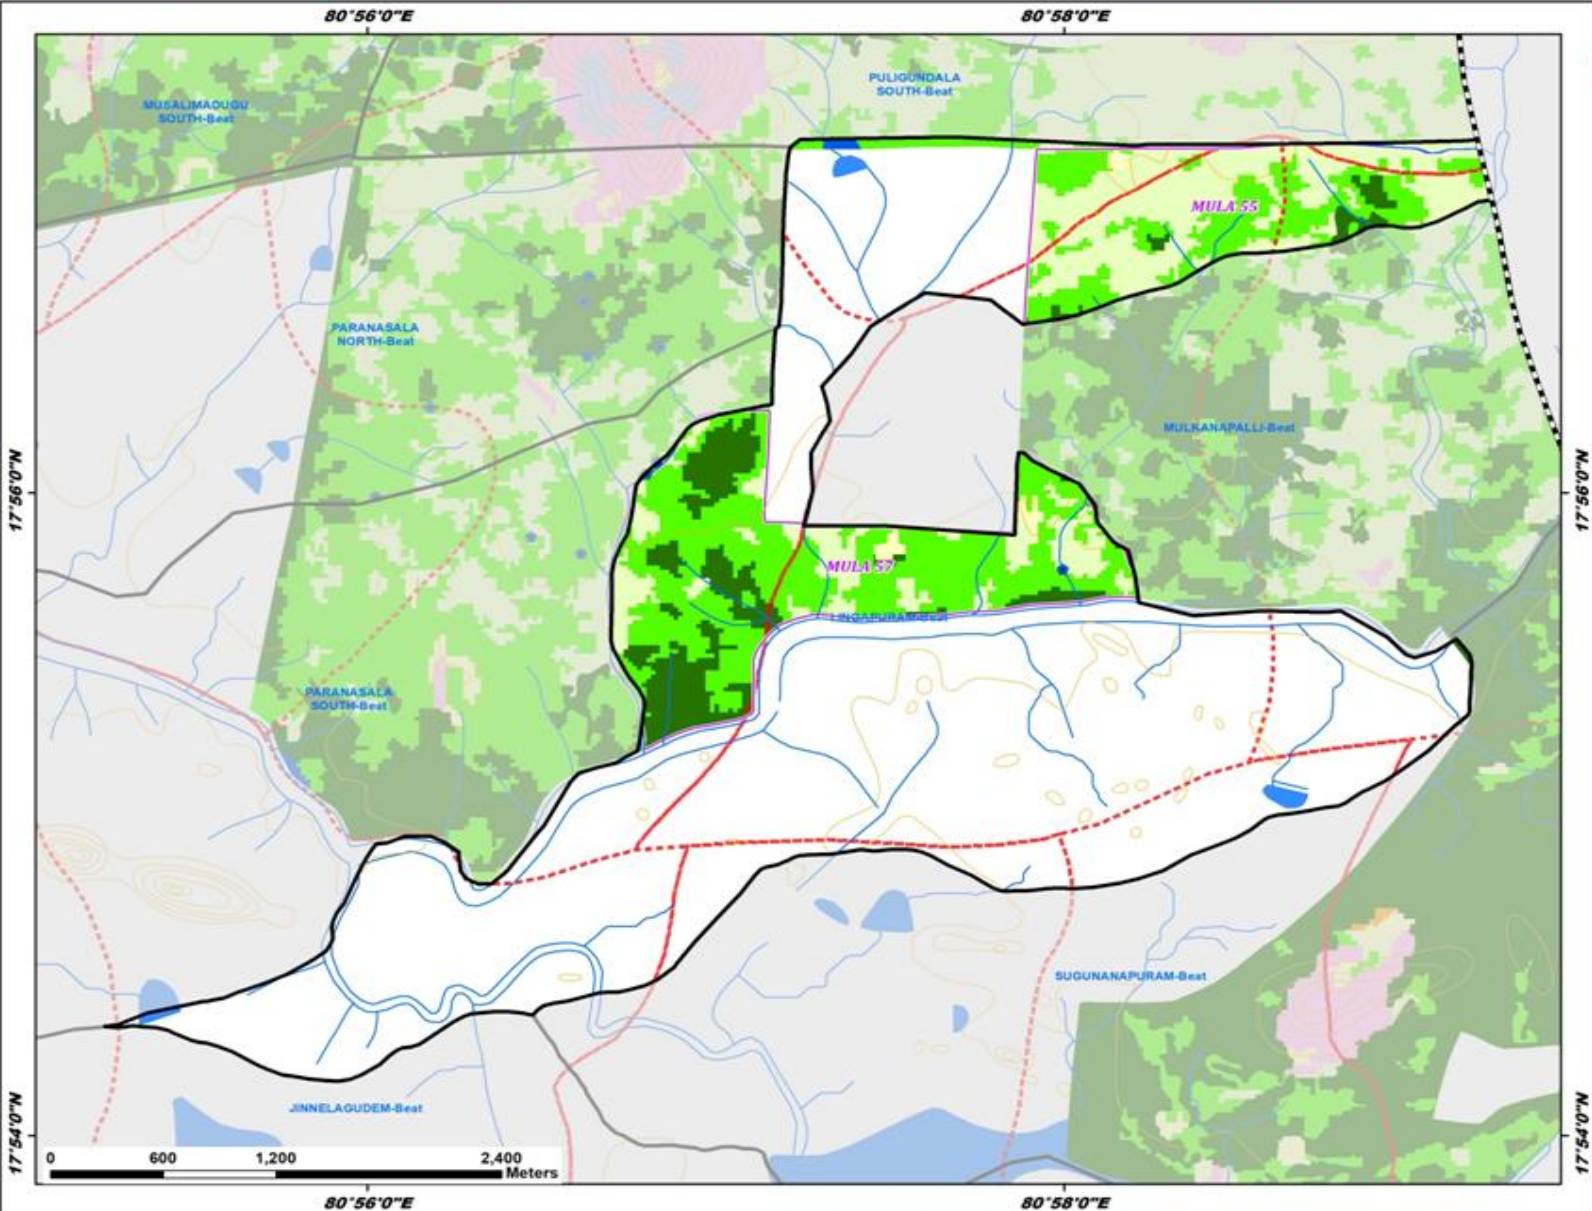 80°56'0"E
80°58'0"E
MUSALIMADUGU
SOUTH-Beat
PULIGUNDALA
SOUTH-Beat
MULA 55
PARANASALA
NORTH-Beat
MULKANAPALLI-Beat
17°56'0"N
17°56'0"N
MULA 57
LINGAPURAM-Beat
PARANASALA
SOUTH-Beat
SUGUNANAPURAM-Beat
JINNELAGUDEM-Beat
17°54'0"N
17°54'0"N
0 600 1,200 2,400
Meters
80°56'0"E
80°58'0"E